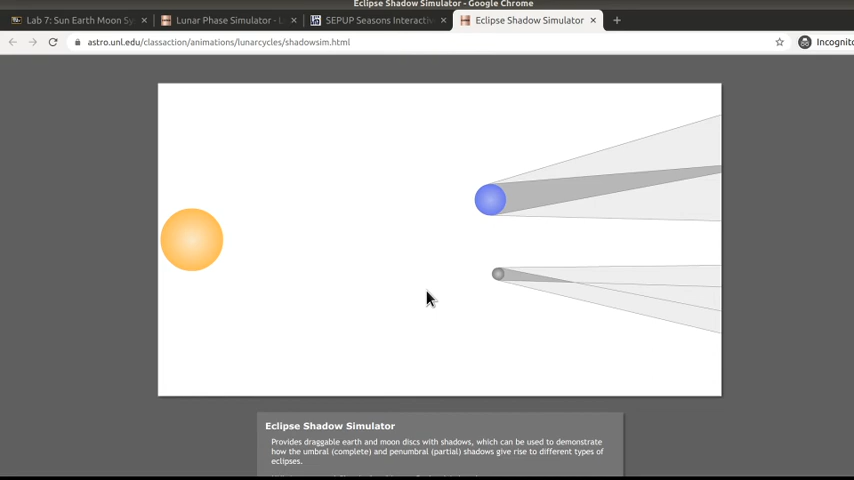 Eclipse Shadow Simulator - Google Chrome
Lab 7: Sun Earth Moon Sy
Lunar Phase Simulator - L
SEPUP Seasons Interactiv
Eclipse Shadow Simulator
astro.unl.edu/classaction/animations/lunarcycles/shadowsim.html
Incognito
Eclipse Shadow Simulator
Provides draggable earth and moon discs with shadows, which can be used to demonstrate
how the umbral (complete) and penumbral (partial) shadows give rise to different types of
eclipses.